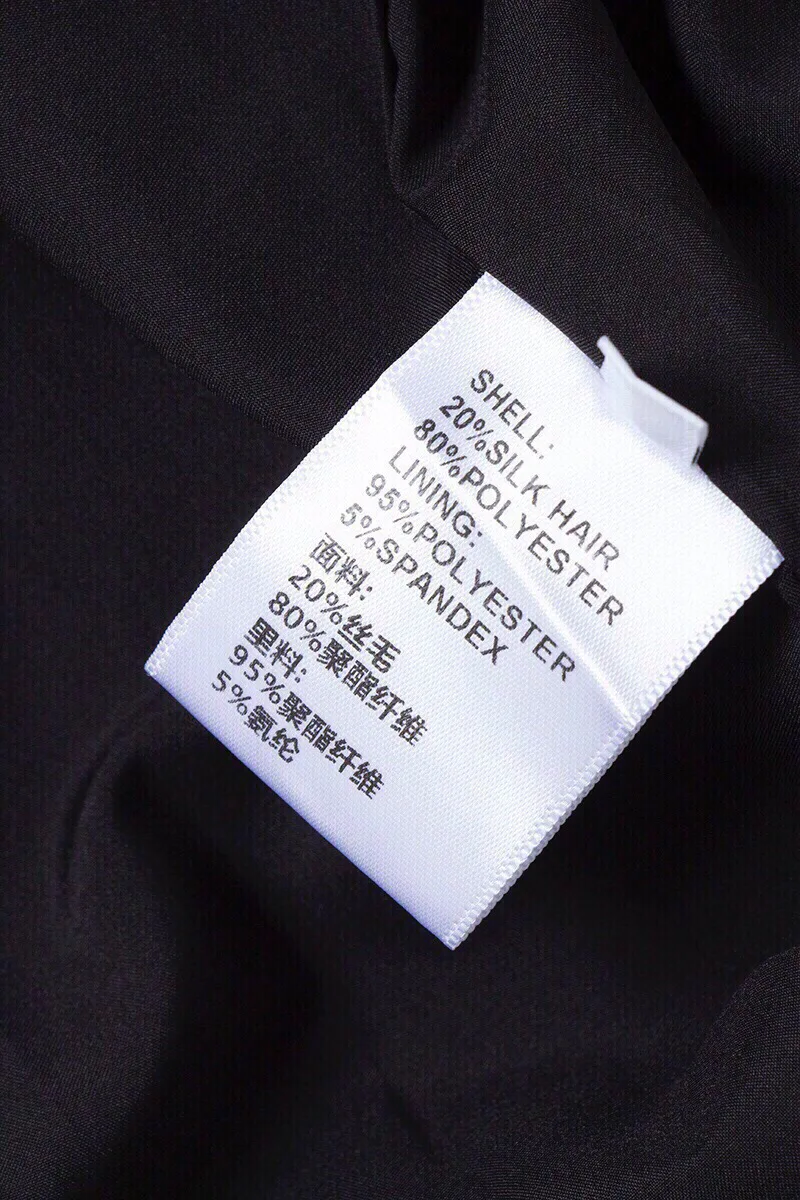 SHELL:
20%SILK HAIR
80%POLYESTER
LINING:
95%POLYESTER
5%SPANDEX
面料:
20%丝毛
80%聚酯纤维
里料:
95%聚酯纤维
5%氨纶